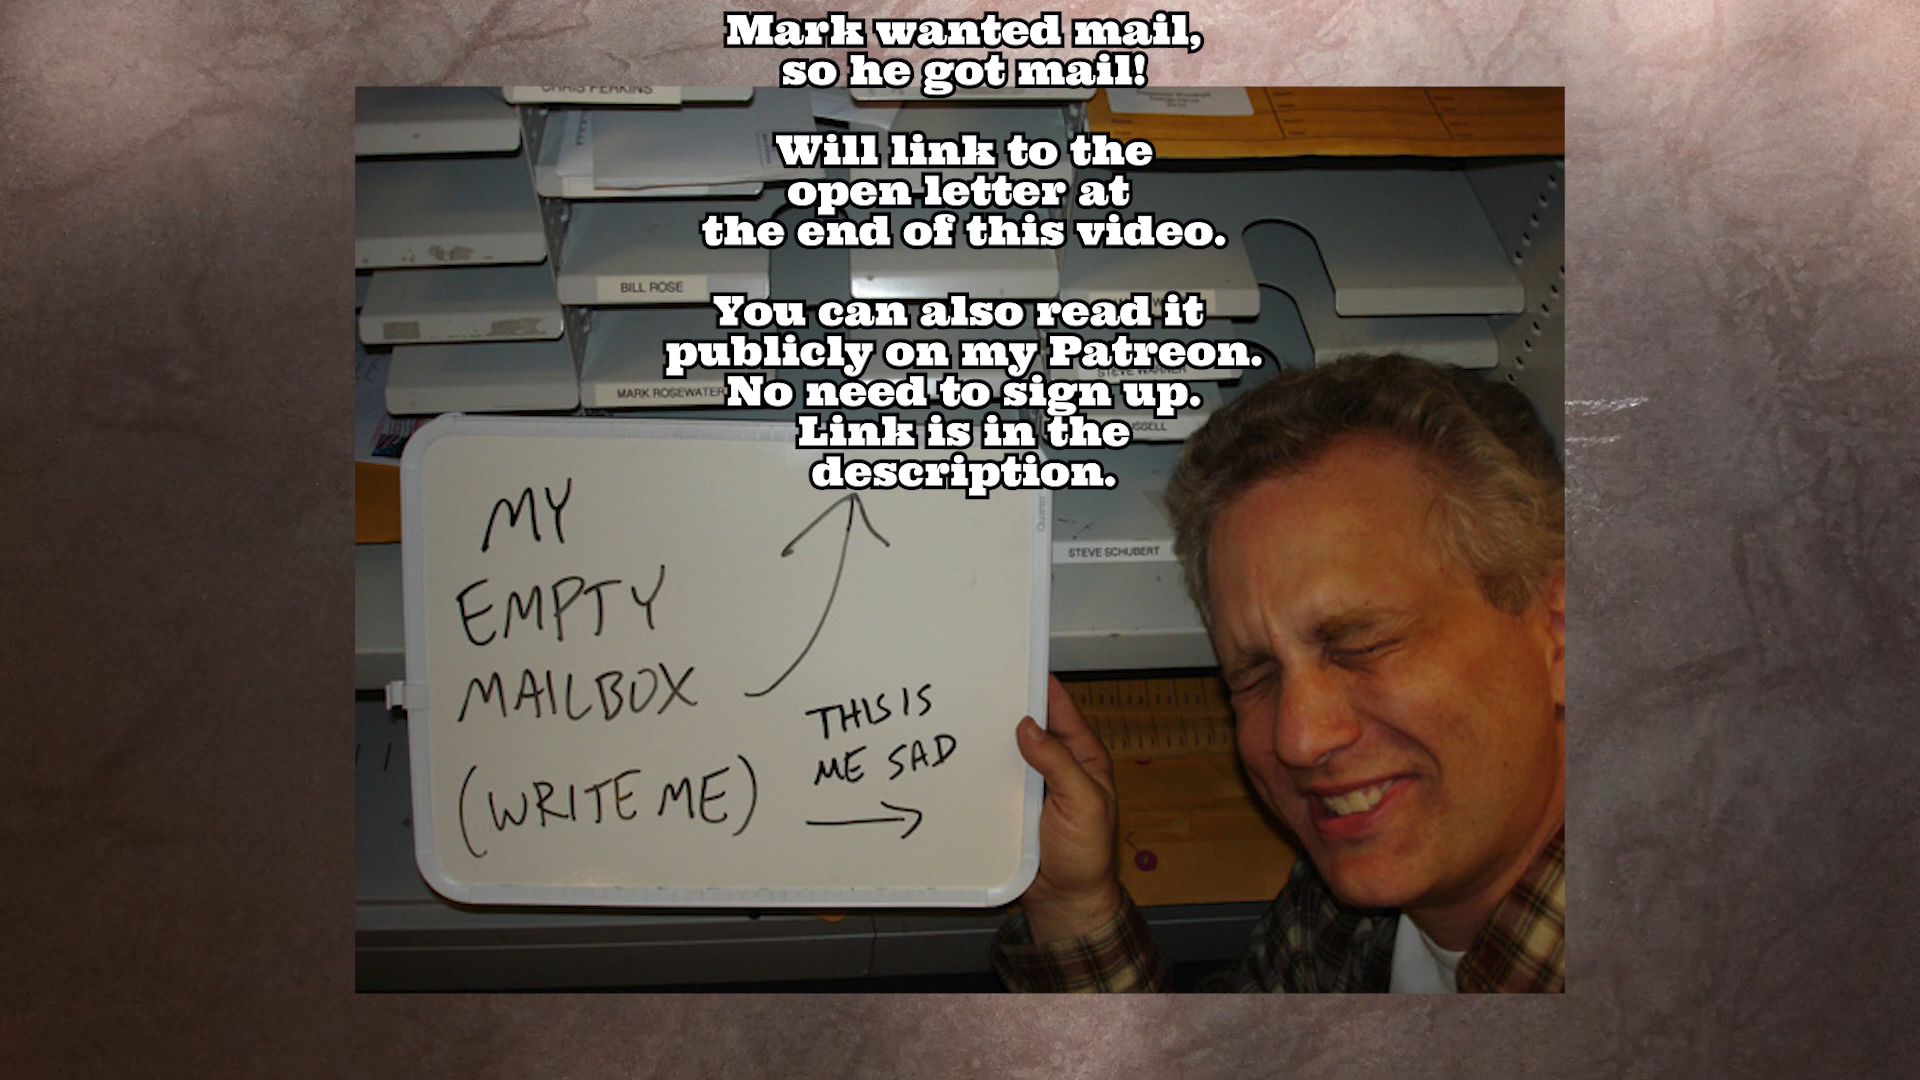 Mark wanted mail,
so he got mail!
CHRIS PERKINS
Will link to the
open letter at
the end of this video.
BILL ROSE
You can also read it
publicly on my Patreon.
STEVE WARNER
MARK ROSEWATER
No need to sign up.
Link is in the
description.
STEVE SCHUBERT
MY
EMPTY
MAILBOX
(WRITE ME)
THIS IS
ME SAD